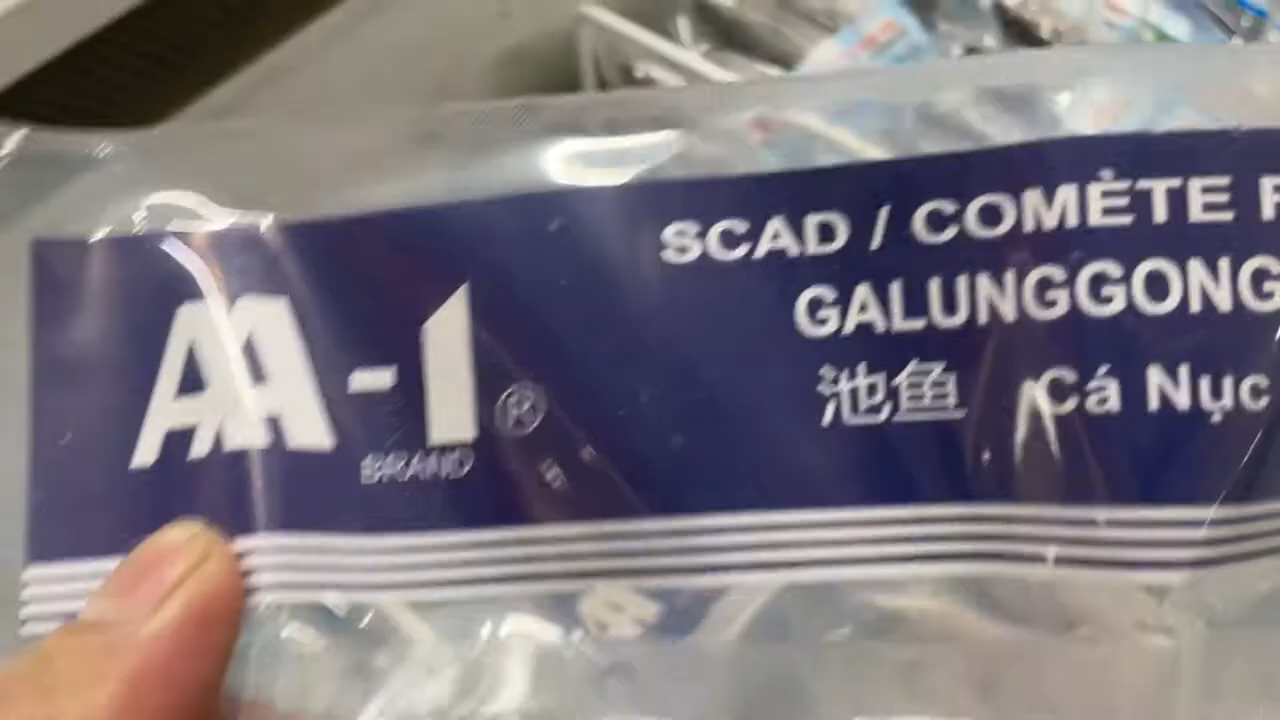 AA-1 ®
BRAND
SCAD / COMÈTE
GALUNGGONG
池鱼 Cá Nục